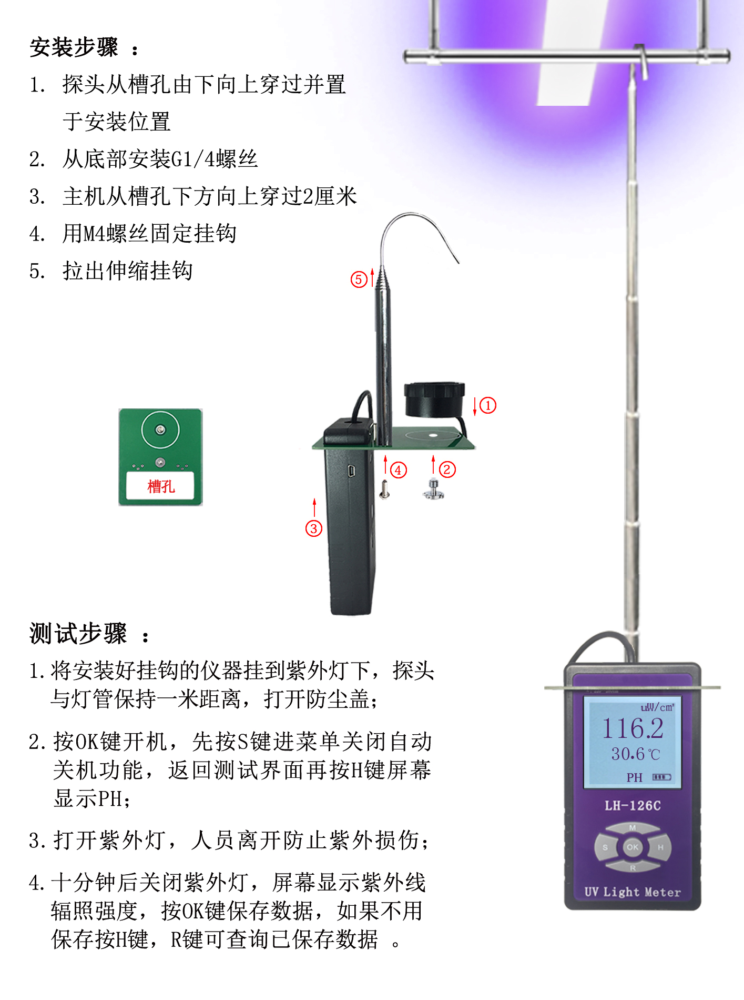 安装步骤 ：
1. 探头从槽孔由下向上穿过并置
于安装位置
2. 从底部安装G1/4螺丝
3. 主机从槽孔下方向上穿过2厘米
4. 用M4螺丝固定挂钩
5. 拉出伸缩挂钩
⑤
①
槽孔
④
②
③
测试步骤 ：
1. 将安装好挂钩的仪器挂到紫外灯下，探头
与灯管保持一米距离，打开防尘盖；
2. 按OK键开机，先按S键进菜单关闭自动
关机功能，返回测试界面再按H键屏幕
显示PH；
3. 打开紫外灯，人员离开防止紫外损伤；
4. 十分钟后关闭紫外灯，屏幕显示紫外线
辐照强度，按OK键保存数据，如果不用
保存按H键，R键可查询已保存数据 。
uW/cm²
116.2
30.6℃
PH
LH-126C
M
S OK H
R
UV Light Meter